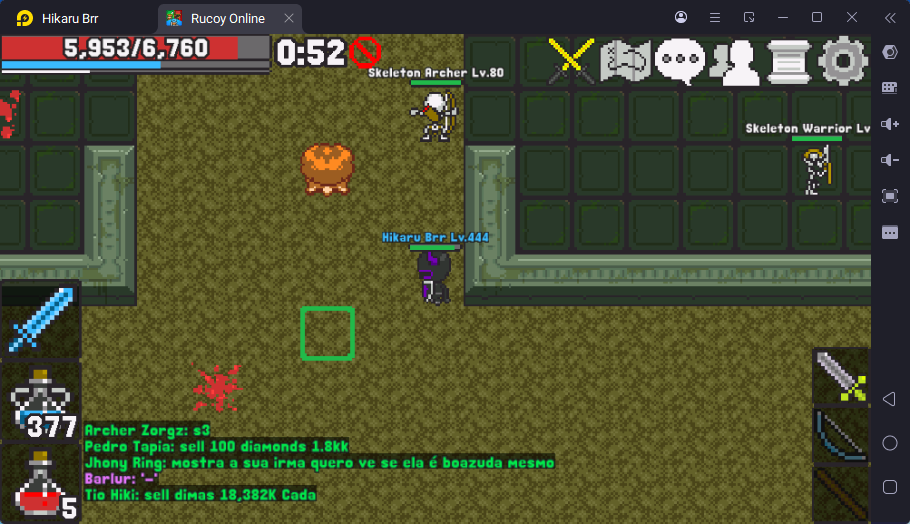 Hikaru Brr
Rucoy Online
5,953/6,760
0:52
Skeleton Archer Lv.80
Skeleton Warrior Lv
Hikaru Brr Lv.444
377
5
Archer Zorgz: s3
Pedro Tapia: sell 100 diamonds 1.8kk
Jhony Ring: mostra a sua irma quero ve se ela é boazuda mesmo
Barlur: '-'
Tio Hiki: sell dimas 18,382K Cada